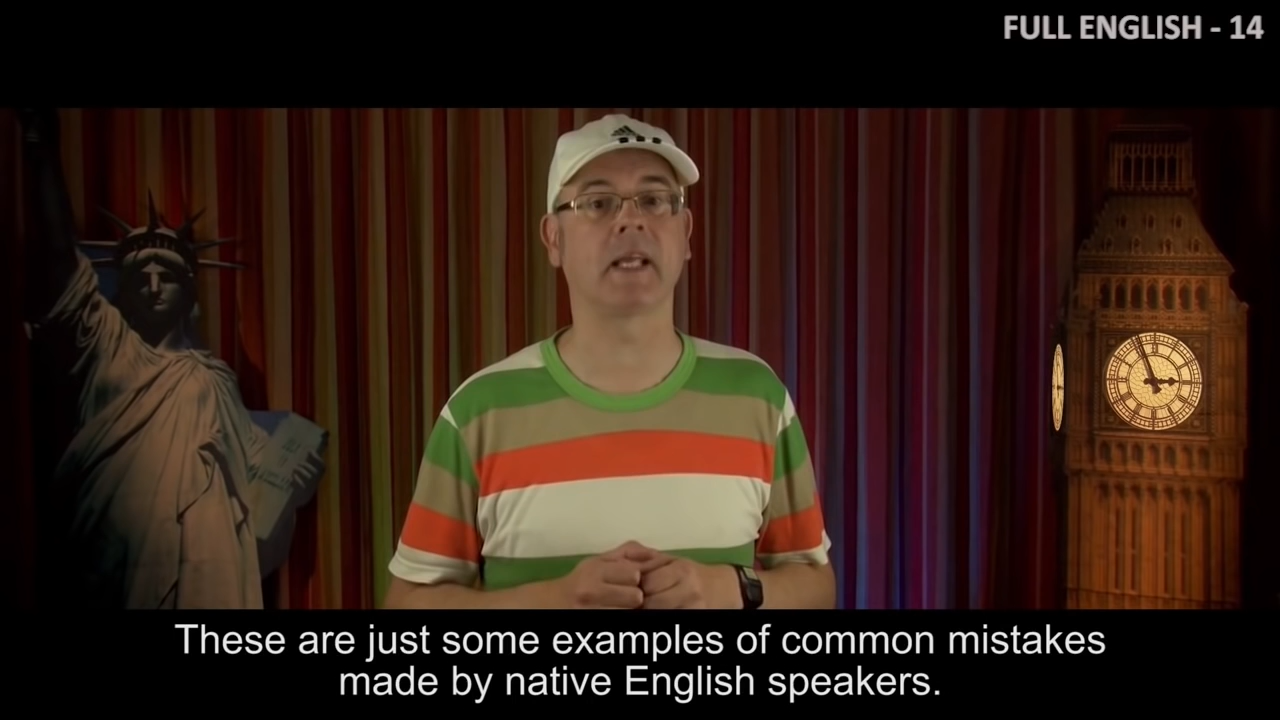 FULL ENGLISH - 14
These are just some examples of common mistakes
made by native English speakers.